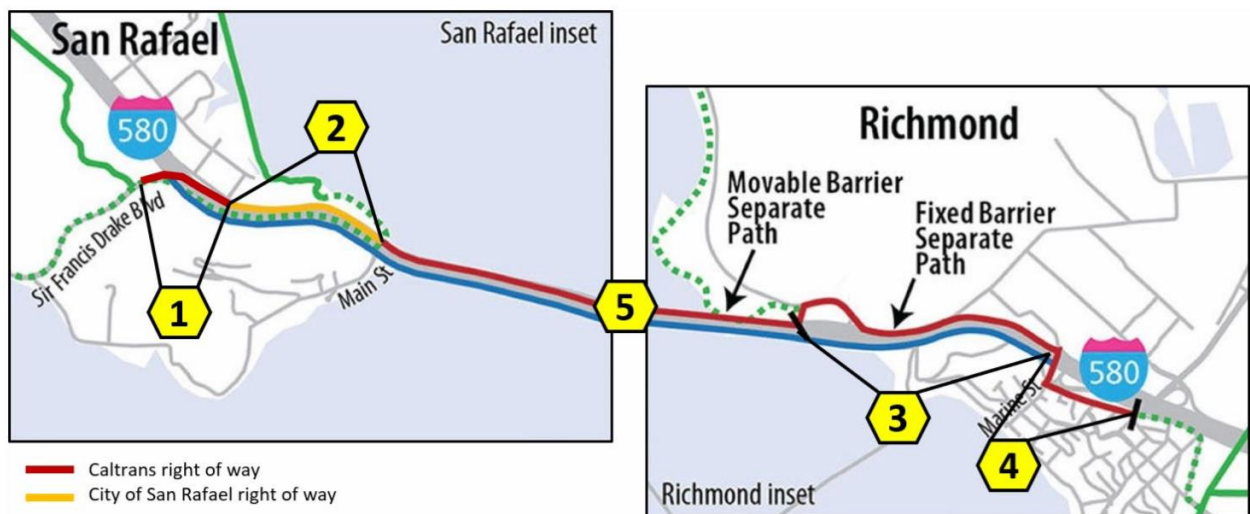 San Rafael
San Rafael inset
580
2
Sir Francis Drake Blvd
1
Main St
5
Richmond
Movable Barrier
Separate
Path
Fixed Barrier
Separate
Path
580
3
Marine St
4
Richmond inset
Caltrans right of way
City of San Rafael right of way